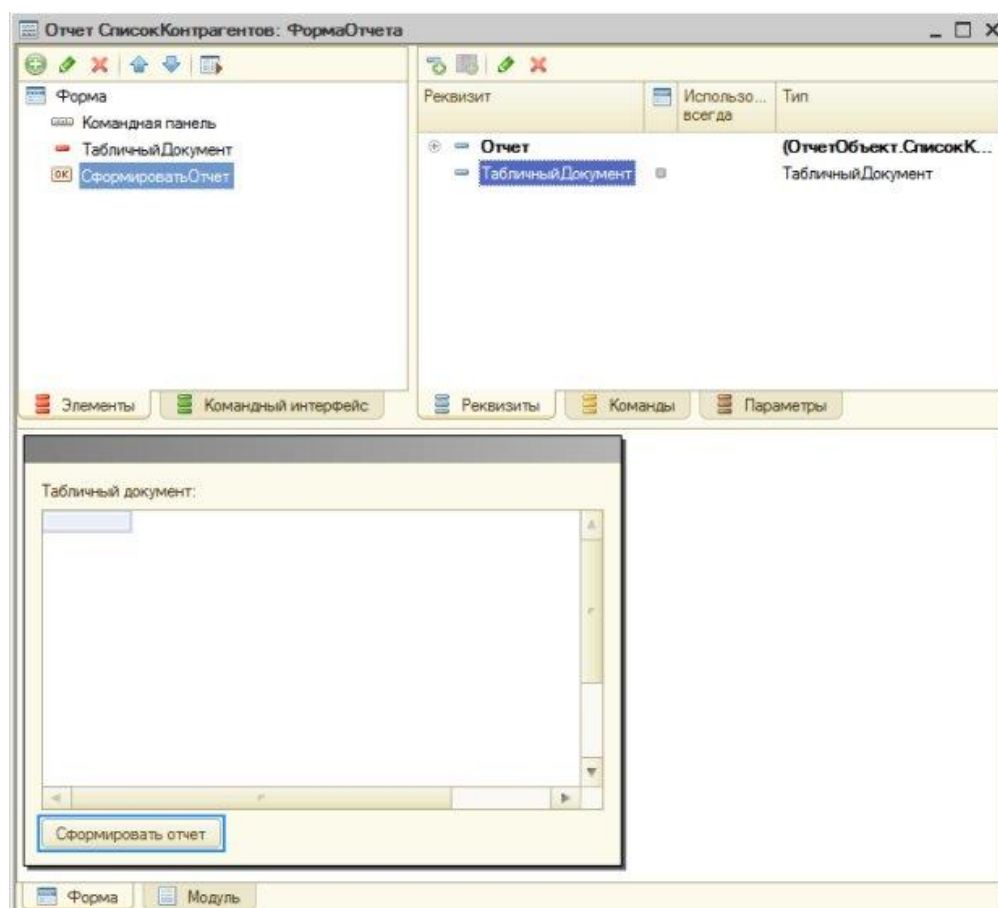 Отчет СписокКонтрагентов: ФормаОтчета
Форма
Командная панель
ТабличныйДокумент
OK СформироватьОтчет
Элементы Командный интерфейс
Реквизит Использо... Тип
всегда
Отчет (ОтчетОбъект.СписокК...
ТабличныйДокумент ТабличныйДокумент
Реквизиты Команды Параметры
Табличный документ:
Сформировать отчет
Форма Модуль